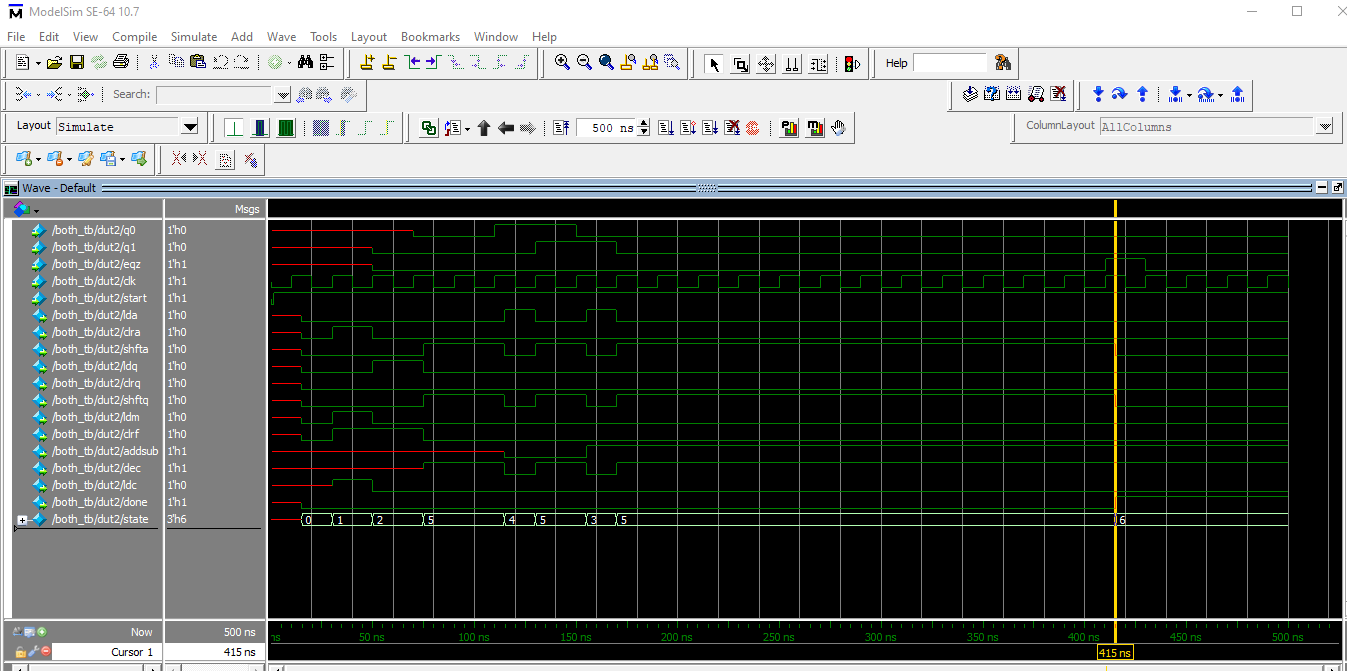 ModelSim SE-64 10.7
File Edit View Compile Simulate Add Wave Tools Layout Bookmarks Window Help
Help
Search:
Layout Simulate 500 ns ColumnLayout AllColumns
Wave - Default
Msgs
/both_tb/dut2/q0 1'h0
/both_tb/dut2/q1 1'h0
/both_tb/dut2/eqz 1'h1
/both_tb/dut2/clk 1'h1
/both_tb/dut2/start 1'h1
/both_tb/dut2/lda 1'h0
/both_tb/dut2/clra 1'h0
/both_tb/dut2/shfta 1'h0
/both_tb/dut2/ldq 1'h0
/both_tb/dut2/clrq 1'h0
/both_tb/dut2/shftq 1'h0
/both_tb/dut2/ldm 1'h0
/both_tb/dut2/clrf 1'h0
/both_tb/dut2/addsub 1'h1
/both_tb/dut2/dec 1'h1
/both_tb/dut2/ldc 1'h0
/both_tb/dut2/done 1'h1
/both_tb/dut2/state 3'h6 0 1 2 5 4 5 3 5 6
Now 500 ns ns 50 ns 100 ns 150 ns 200 ns 250 ns 300 ns 350 ns 400 ns 450 ns 500 ns
Cursor 1 415 ns 415 ns